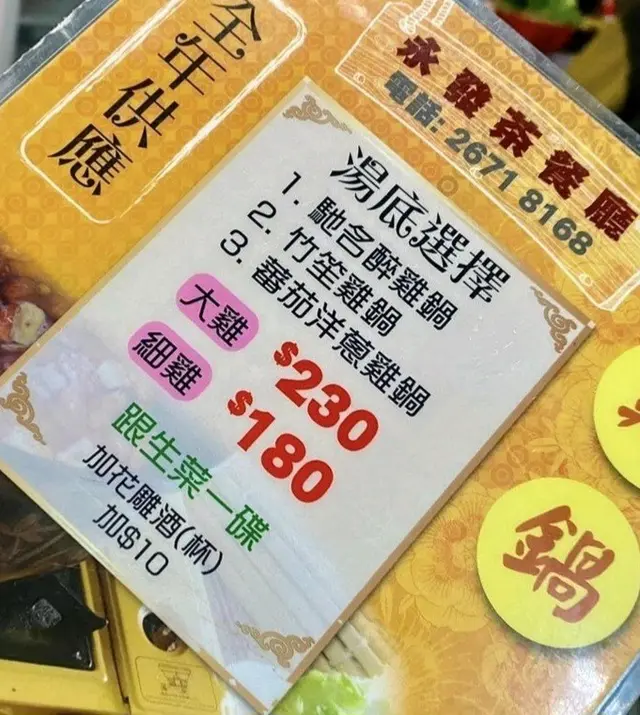 全年供應
永發茶餐廳
電話: 2671 8168
湯底選擇
1. 馳名醉雞鍋
2. 竹笙雞鍋
3. 蕃茄洋蔥雞鍋
大雞 $230
細雞 $180
跟生菜一碟
加花雕酒(杯)
加$10
鍋